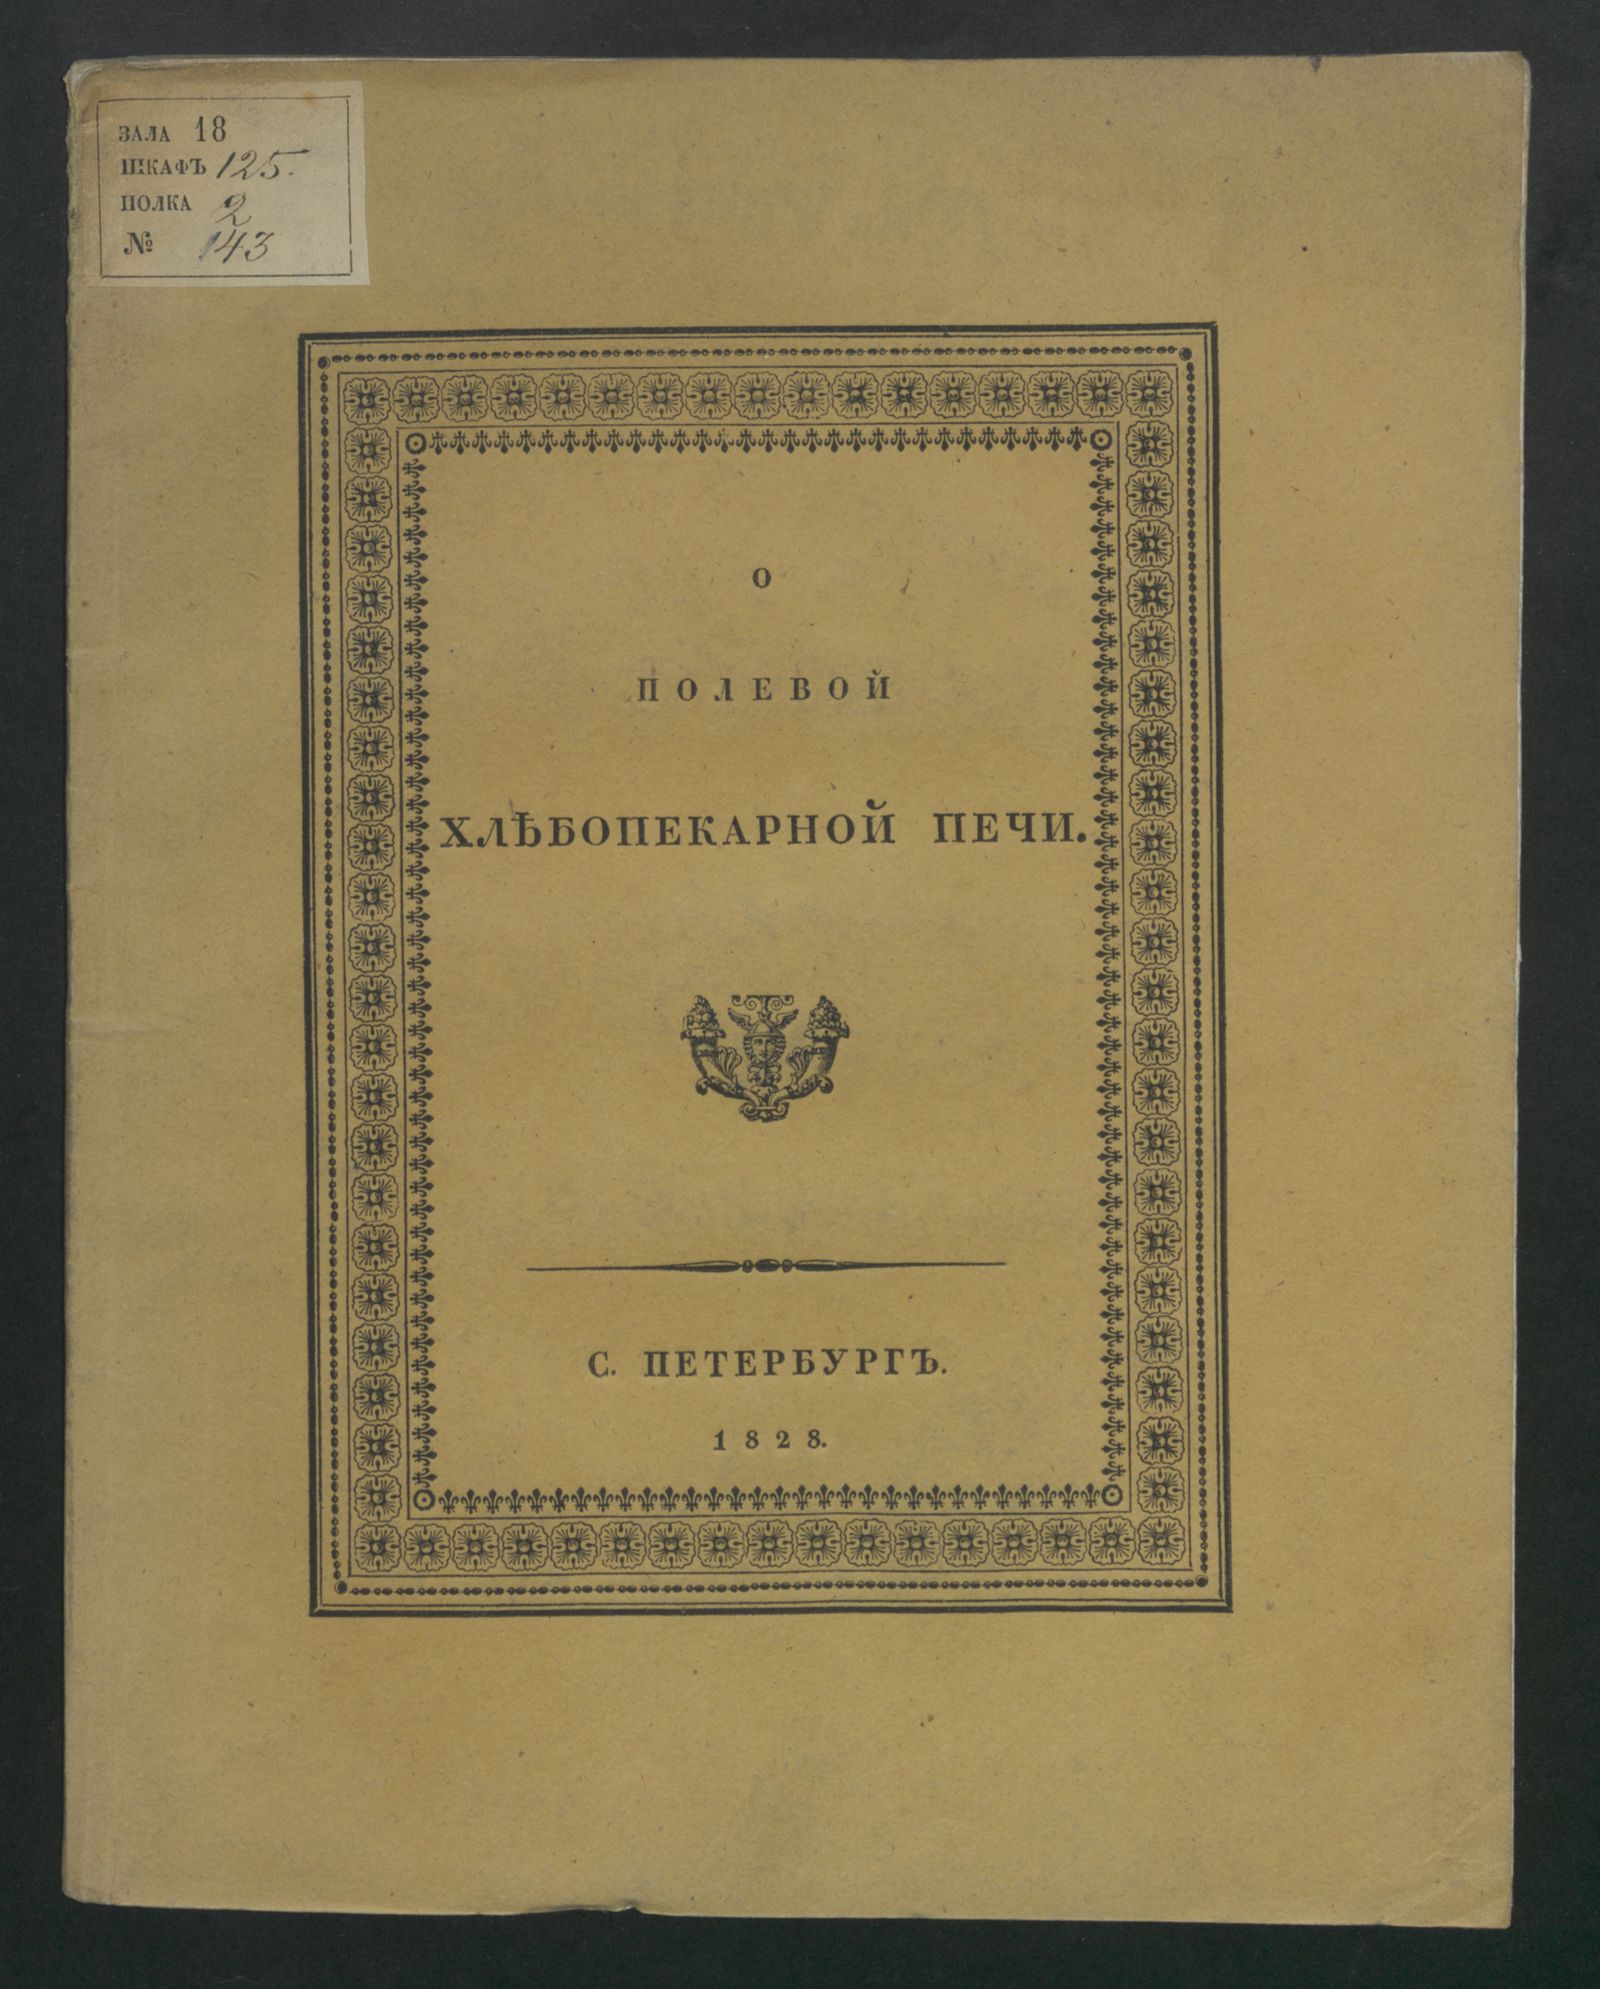 ЗАЛА 18
ШКАФЪ 125.
ПОЛКА 2
№ 143
О
ПОЛЕВОЙ
ХЛѢБОПЕКАРНОЙ ПЕЧИ.
С. ПЕТЕРБУРГЪ.
1828.